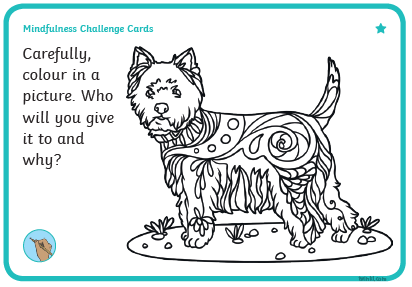 Mindfulness Challenge Cards
Carefully,
colour in a
picture. Who
will you give
it to and
why?